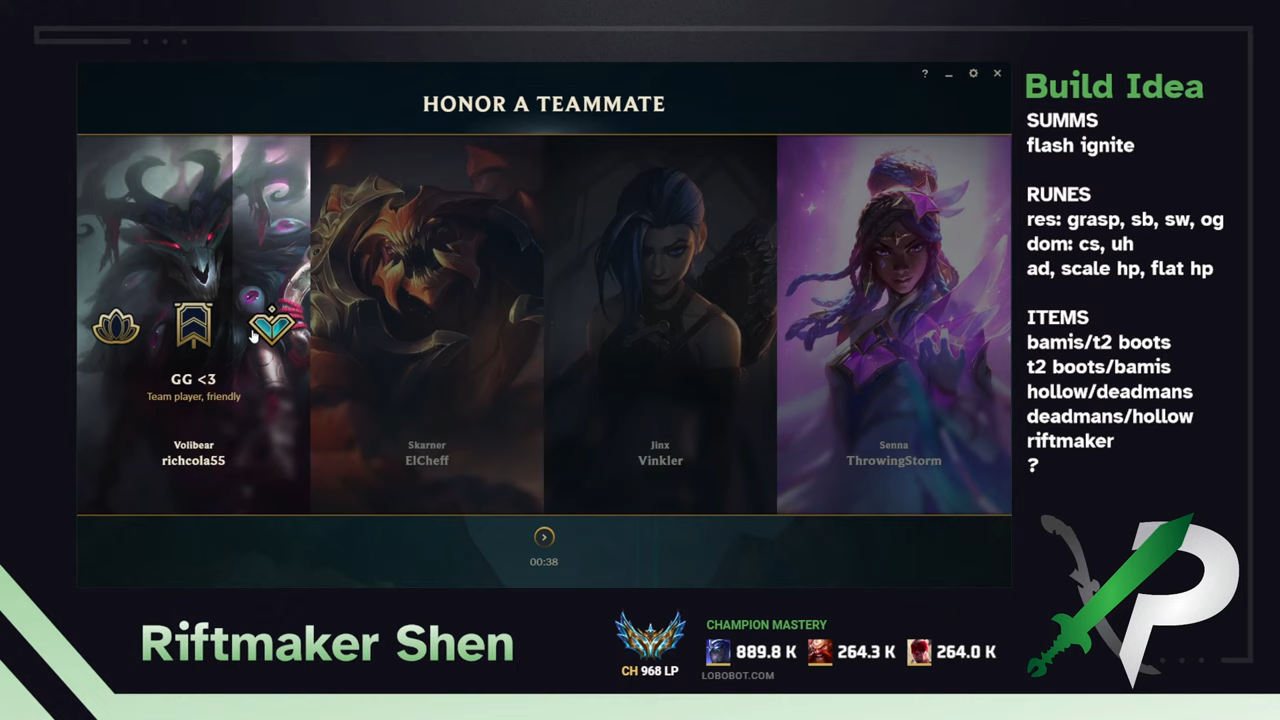 HONOR A TEAMMATE
?
GG <3
Team player, friendly
Volibear
richcola55
Skarner
ElCheff
Jinx
Vinkler
Senna
ThrowingStorm
00:38
Build Idea
SUMMS
flash ignite
RUNES
res: grasp, sb, sw, og
dom: cs, uh
ad, scale hp, flat hp
ITEMS
bamis/t2 boots
t2 boots/bamis
hollow/deadmans
deadmans/hollow
riftmaker
?
Riftmaker Shen
CH 968 LP
CHAMPION MASTERY
889.8 K 264.3 K 264.0 K
LOBOBOT.COM
P